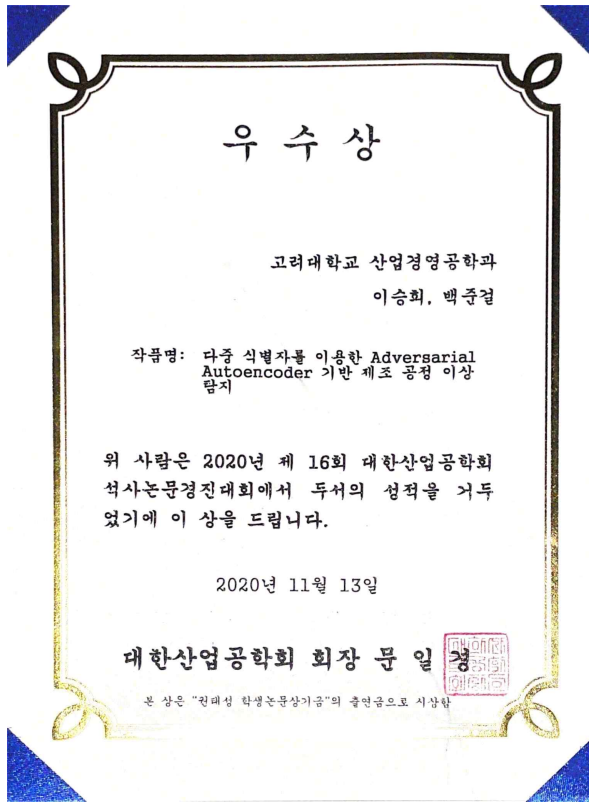 우 수 상
고려대학교 산업경영공학과
이승희, 백준걸
작품명: 다중 식별자를 이용한 Adversarial
Autoencoder 기반 제조 공정 이상
탐지
위 사람은 2020년 제 16회 대한산업공학회
석사논문경진대회에서 두서의 성적을 거두
었기에 이 상을 드립니다.
2020년 11월 13일
대한산업공학회 회장 문 일 경
본 상은 "권태성 학생논문상기금"의 출연금으로 시상함